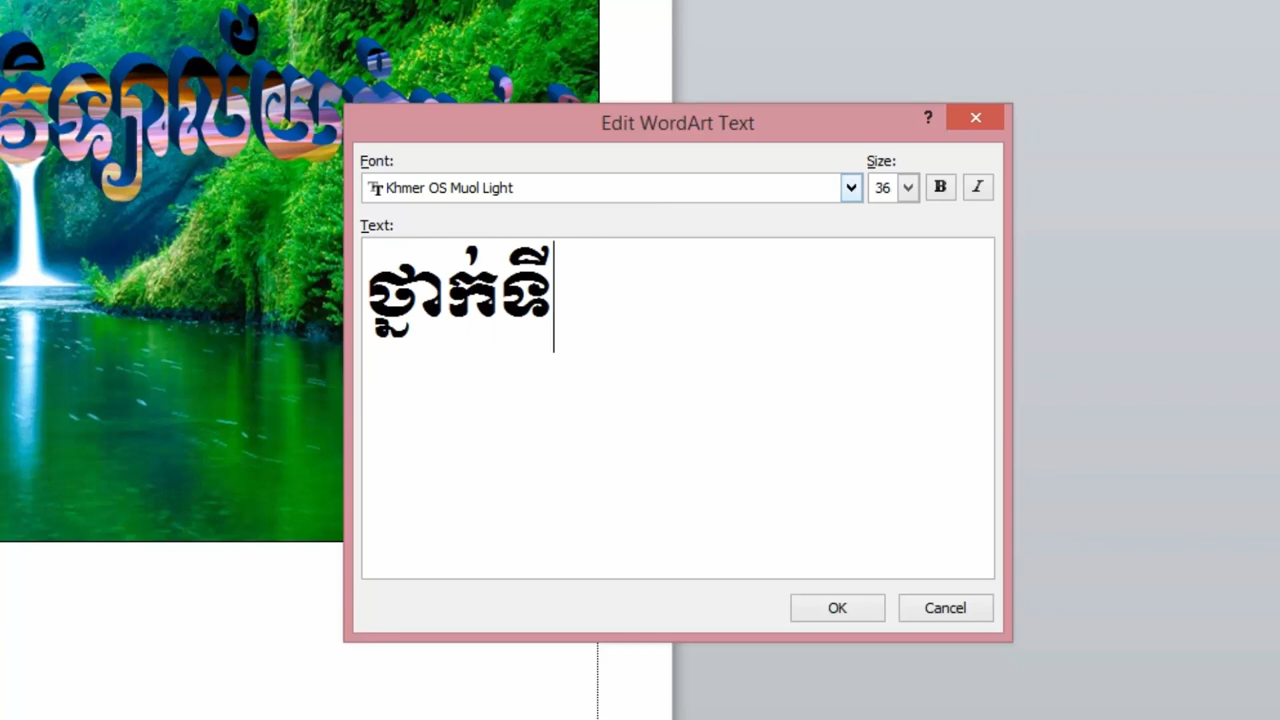 Edit WordArt Text
?
Font:
Size:
Khmer OS Muol Light
36
B
I
Text:
ថ្នាក់ទី
OK
Cancel